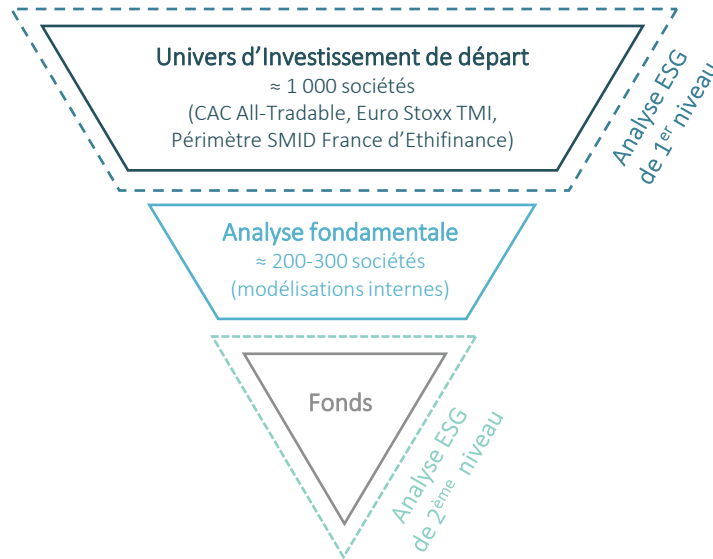 Univers d’Investissement de départ
≈ 1 000 sociétés
(CAC All-Tradable, Euro Stoxx TMI,
Périmètre SMID France d’Ethifinance)
Analyse ESG
de 1er niveau
Analyse fondamentale
≈ 200-300 sociétés
(modélisations internes)
Fonds
Analyse ESG
de 2ème niveau